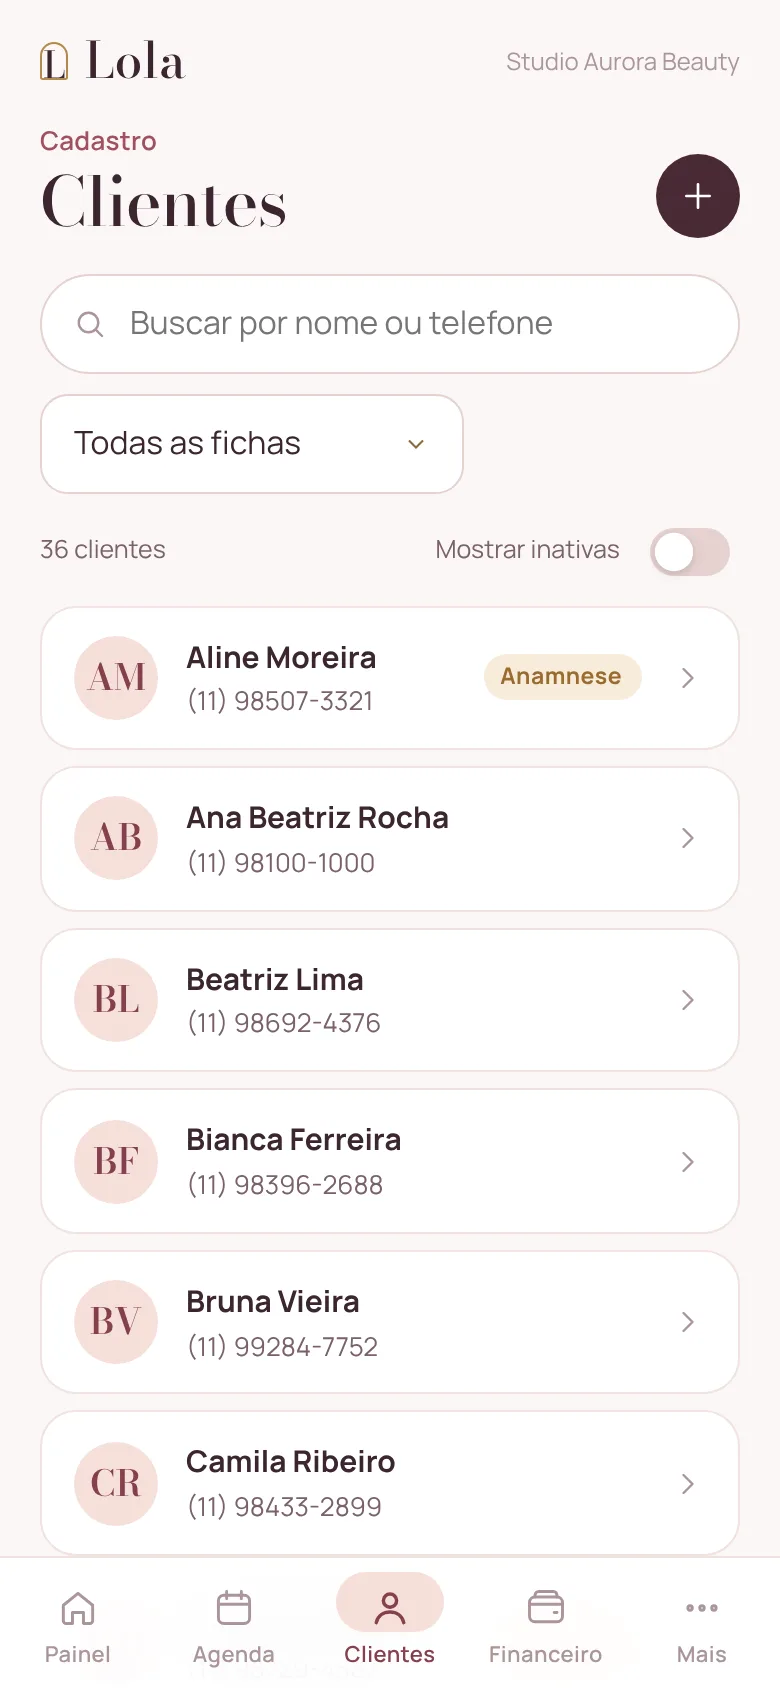 L Lola
Studio Aurora Beauty
Cadastro
Clientes
Buscar por nome ou telefone
Todas as fichas
36 clientes
Mostrar inativas
AM
Aline Moreira
(11) 98507-3321
Anamnese
AB
Ana Beatriz Rocha
(11) 98100-1000
BL
Beatriz Lima
(11) 98692-4376
BF
Bianca Ferreira
(11) 98396-2688
BV
Bruna Vieira
(11) 99284-7752
CR
Camila Ribeiro
(11) 98433-2899
Painel
Agenda
Clientes
Financeiro
Mais